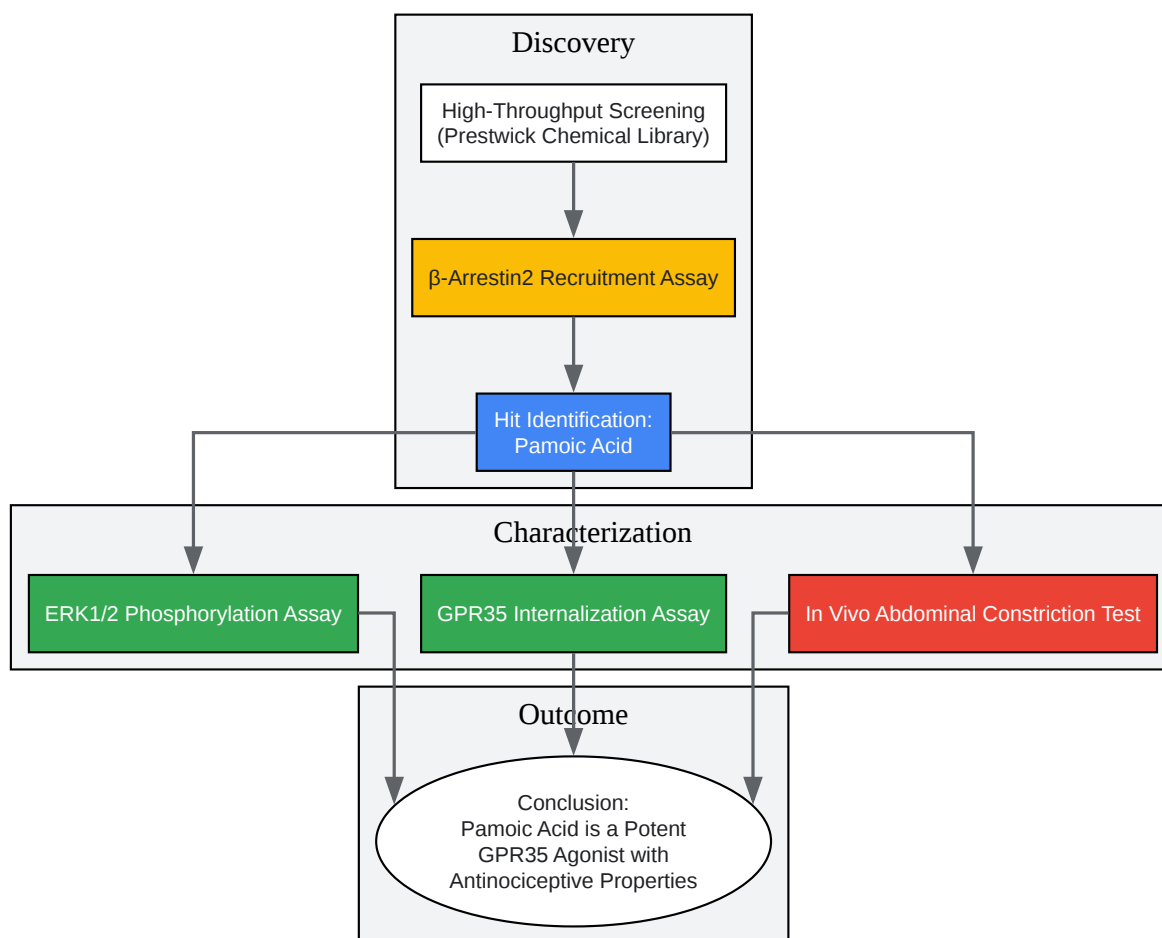 Discovery
High-Throughput Screening
(Prestwick Chemical Library)
β-Arrestin2 Recruitment Assay
Hit Identification:
Pamoic Acid
Characterization
ERK1/2 Phosphorylation Assay
GPR35 Internalization Assay
In Vivo Abdominal Constriction Test
Outcome
Conclusion:
Pamoic Acid is a Potent
GPR35 Agonist with
Antinociceptive Properties